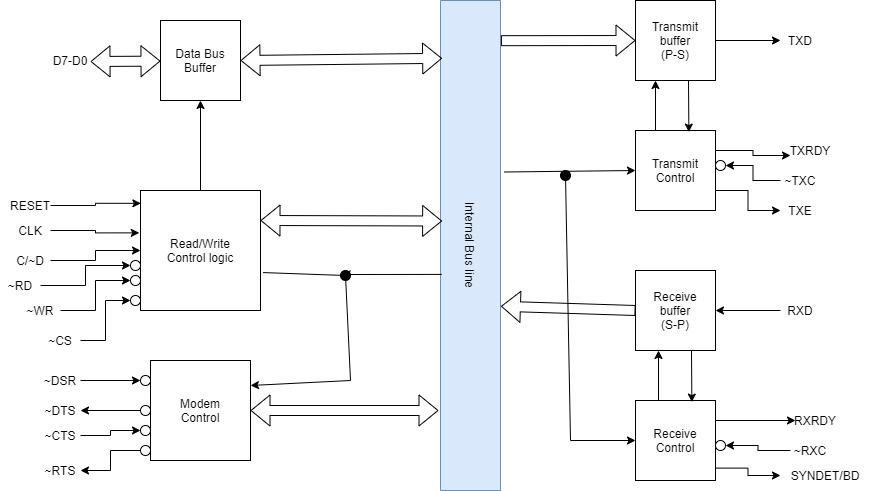 D7-D0
Data Bus
Buffer
RESET
CLK
C/~D
~RD
~WR
~CS
Read/Write
Control logic
~DSR
~DTS
~CTS
~RTS
Modem
Control
Internal Bus line
Transmit
buffer
(P-S)
TXD
Transmit
Control
TXRDY
~TXC
TXE
Receive
buffer
(S-P)
RXD
Receive
Control
RXRDY
~RXC
SYNDET/BD